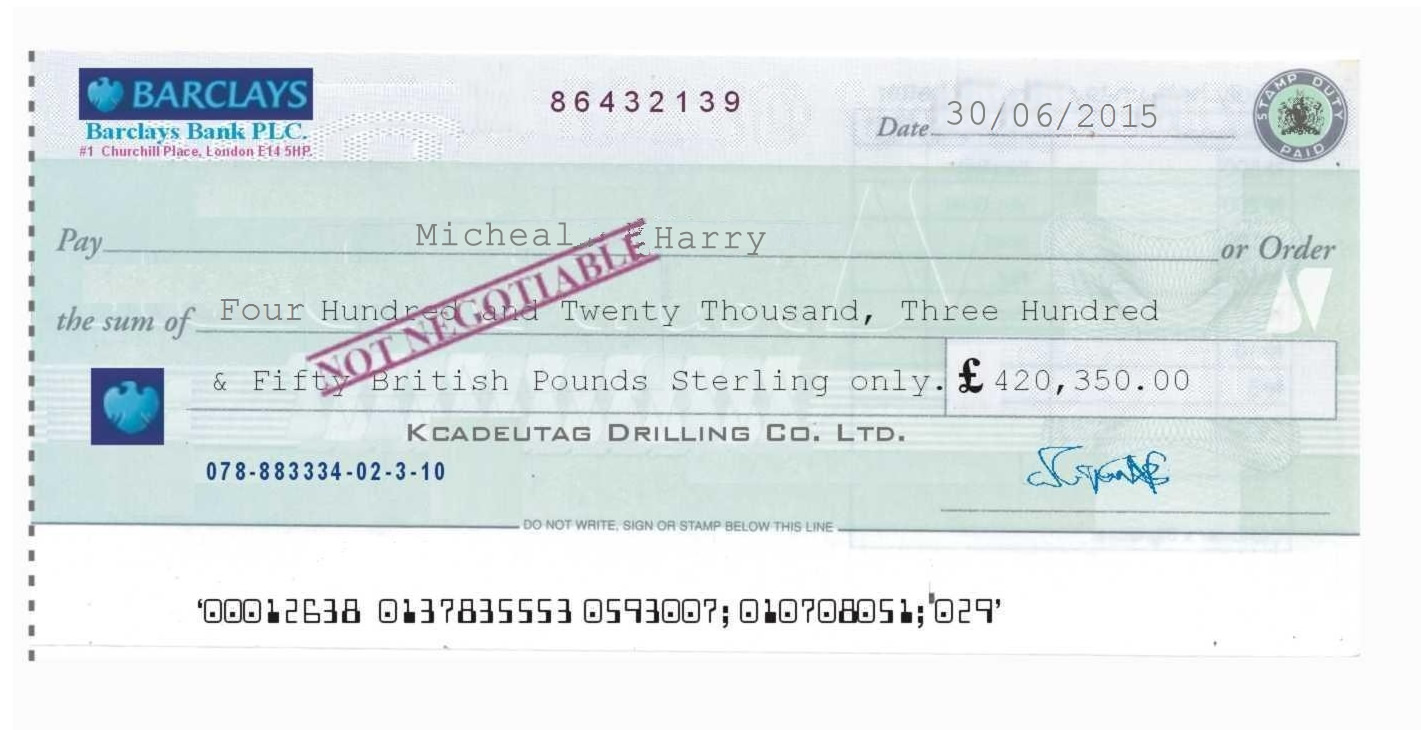 BARCLAYS
Barclays Bank PLC.
#1 Churchill Place, London E14 5HP.
86432139
Date 30/06/2015
STAMP DUTY PAID
Pay Micheal Harry or Order
the sum of Four Hundred and Twenty Thousand, Three Hundred
& Fifty British Pounds Sterling only. £ 420,350.00
NOT NEGOTIABLE
KCADEUTAG DRILLING CO. LTD.
078-883334-02-3-10
DO NOT WRITE, SIGN OR STAMP BELOW THIS LINE
'00012638 0137835553 0593007; 010708051; '029'